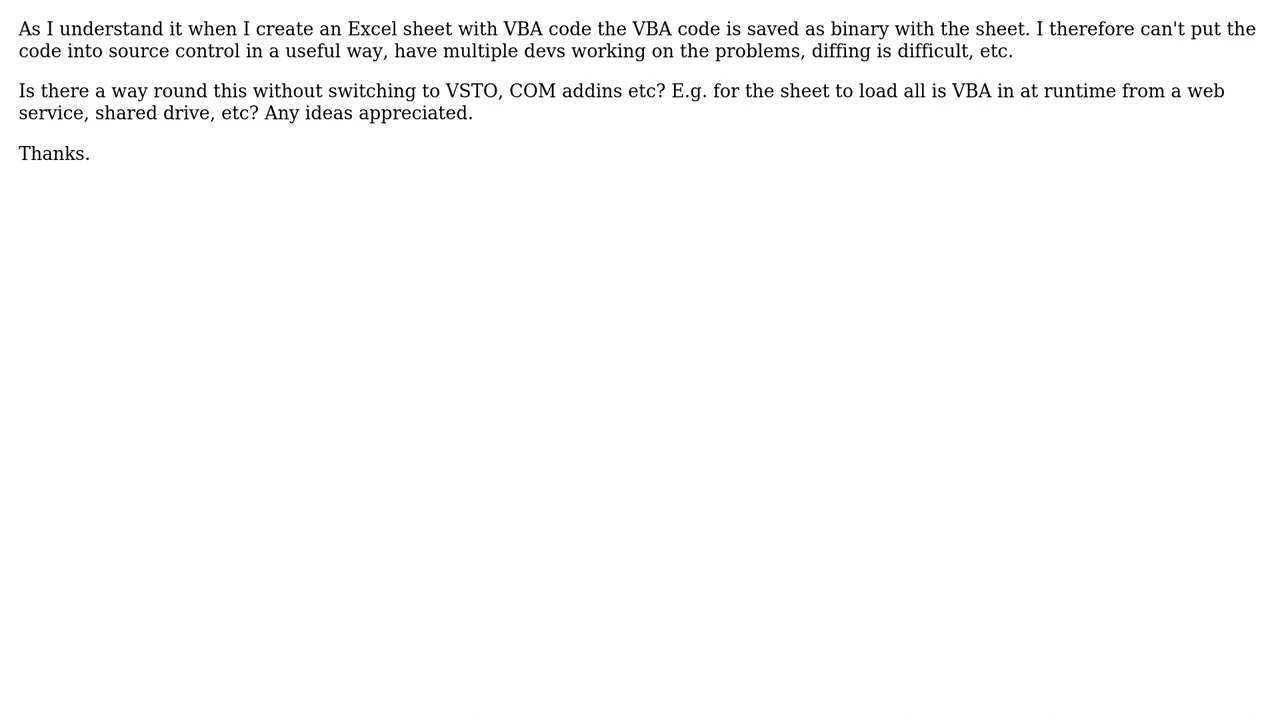 As I understand it when I create an Excel sheet with VBA code the VBA code is saved as binary with the sheet. I therefore can't put the
code into source control in a useful way, have multiple devs working on the problems, diffing is difficult, etc.
Is there a way round this without switching to VSTO, COM addins etc? E.g. for the sheet to load all is VBA in at runtime from a web
service, shared drive, etc? Any ideas appreciated.
Thanks.